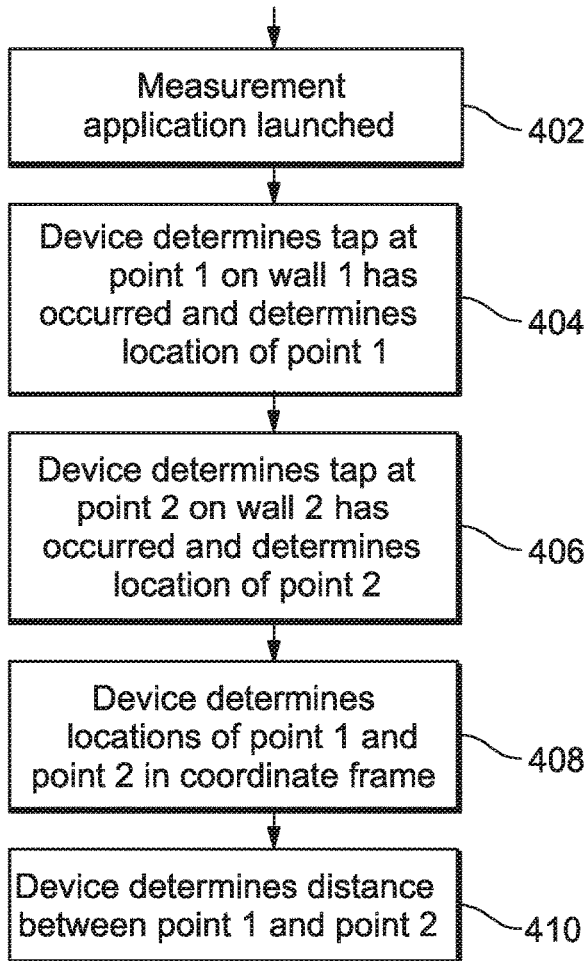 Measurement
application launched
402
Device determines tap at
point 1 on wall 1 has
occurred and determines
location of point 1
404
Device determines tap at
point 2 on wall 2 has
occurred and determines
location of point 2
406
Device determines
locations of point 1 and
point 2 in coordinate frame
408
Device determines distance
between point 1 and point 2
410